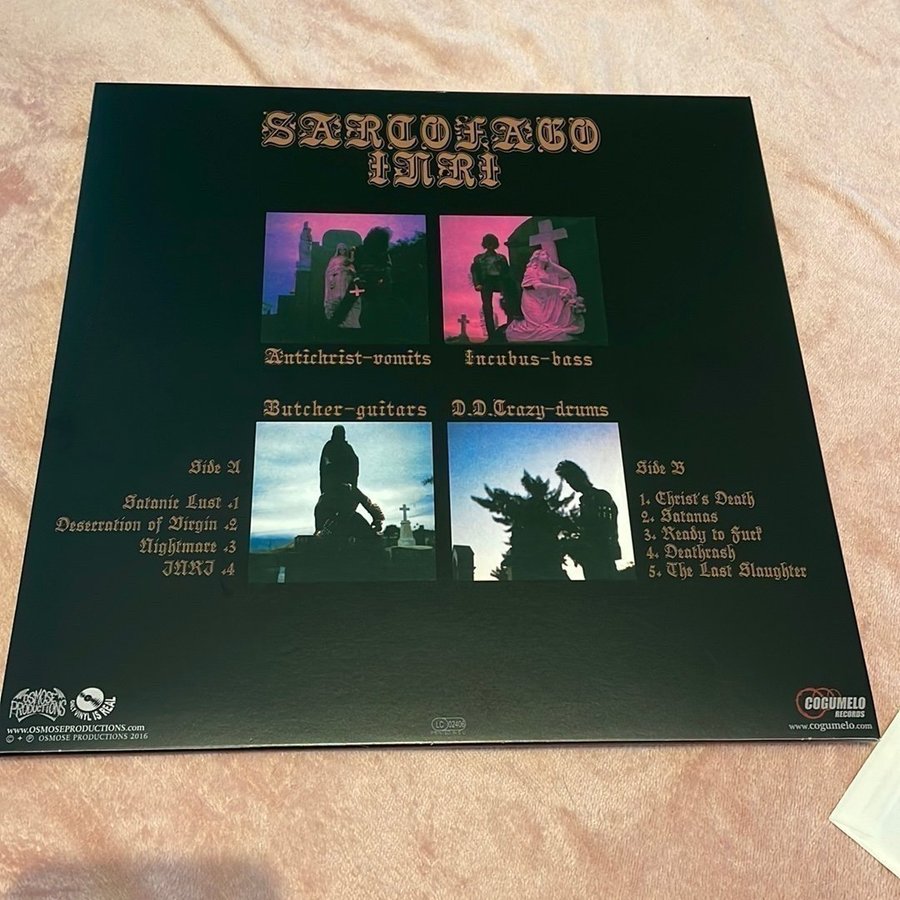 SARCOFAGO
INRI
Antichrist-vomits
Incubus-bass
Butcher-guitars
D.D.Crazy-drums
Side A
Satanic Lust .1
Desecration of Virgin .2
Nightmare .3
INRI .4
Side B
1. Christ's Death
2. Satanas
3. Ready to Fuck
4. Deathrash
5. The Last Slaughter
OSMOSE
PRODUCTIONS
VINYL IS REAL
www.OSMOSEPRODUCTIONS.com
© + ℗ OSMOSE PRODUCTIONS 2016
LC 02406
COGUMELO
RECORDS
www.cogumelo.com